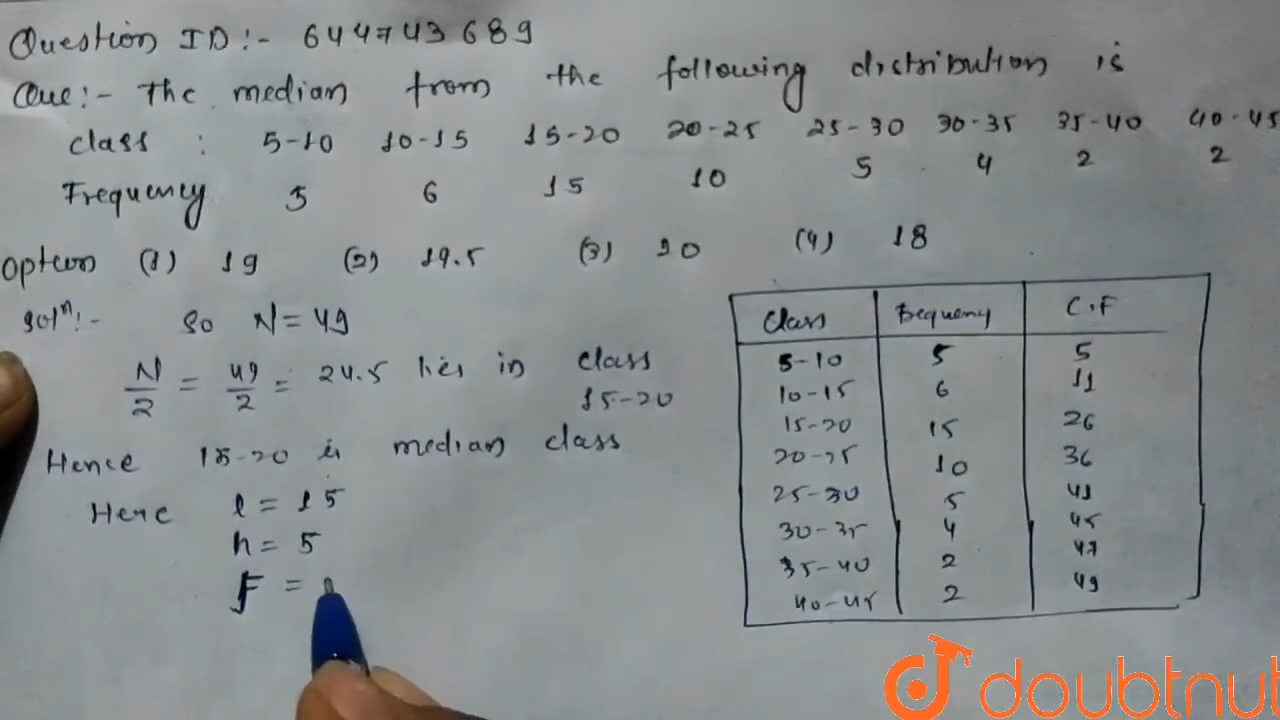 Question ID:- 644743689
Que:- The median from the following distribution is
class : 5-10 10-15 15-20 20-25 25-30 30-35 35-40 40-45
Frequency 5 6 15 10 5 4 2 2
option (1) 19 (2) 19.5 (3) 20 (4) 18
Solⁿ:- So N = 49
N/2 = 49/2 = 24.5 lies in class
15-20
Hence 15-20 is median class
Here l = 15
h = 5
F =
Class Frequeny C.F
5-10 5 5
10-15 6 11
15-20 15 26
20-25 10 36
25-30 5 41
30-35 4 45
35-40 2 47
40-45 2 49
doubtnut